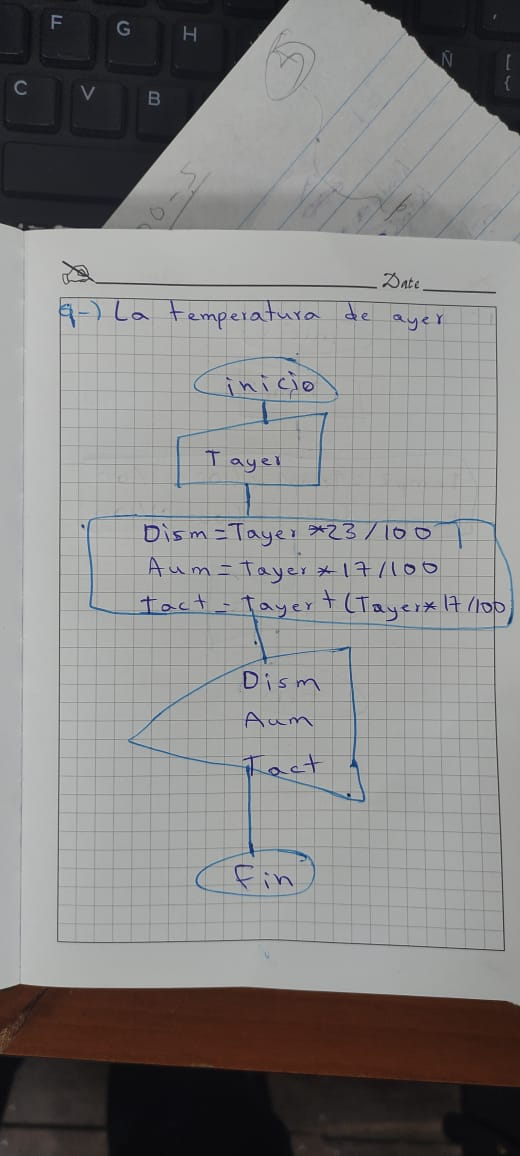 F G H Ñ [ {
C V B
Date
9-) La temperatura de ayer
inicio
Tayer
Dism = Tayer *23/100
Aum = Tayer * 17/100
Tact = Tayer + (Tayer* 17/100
Dism
Aum
Tact
Fin